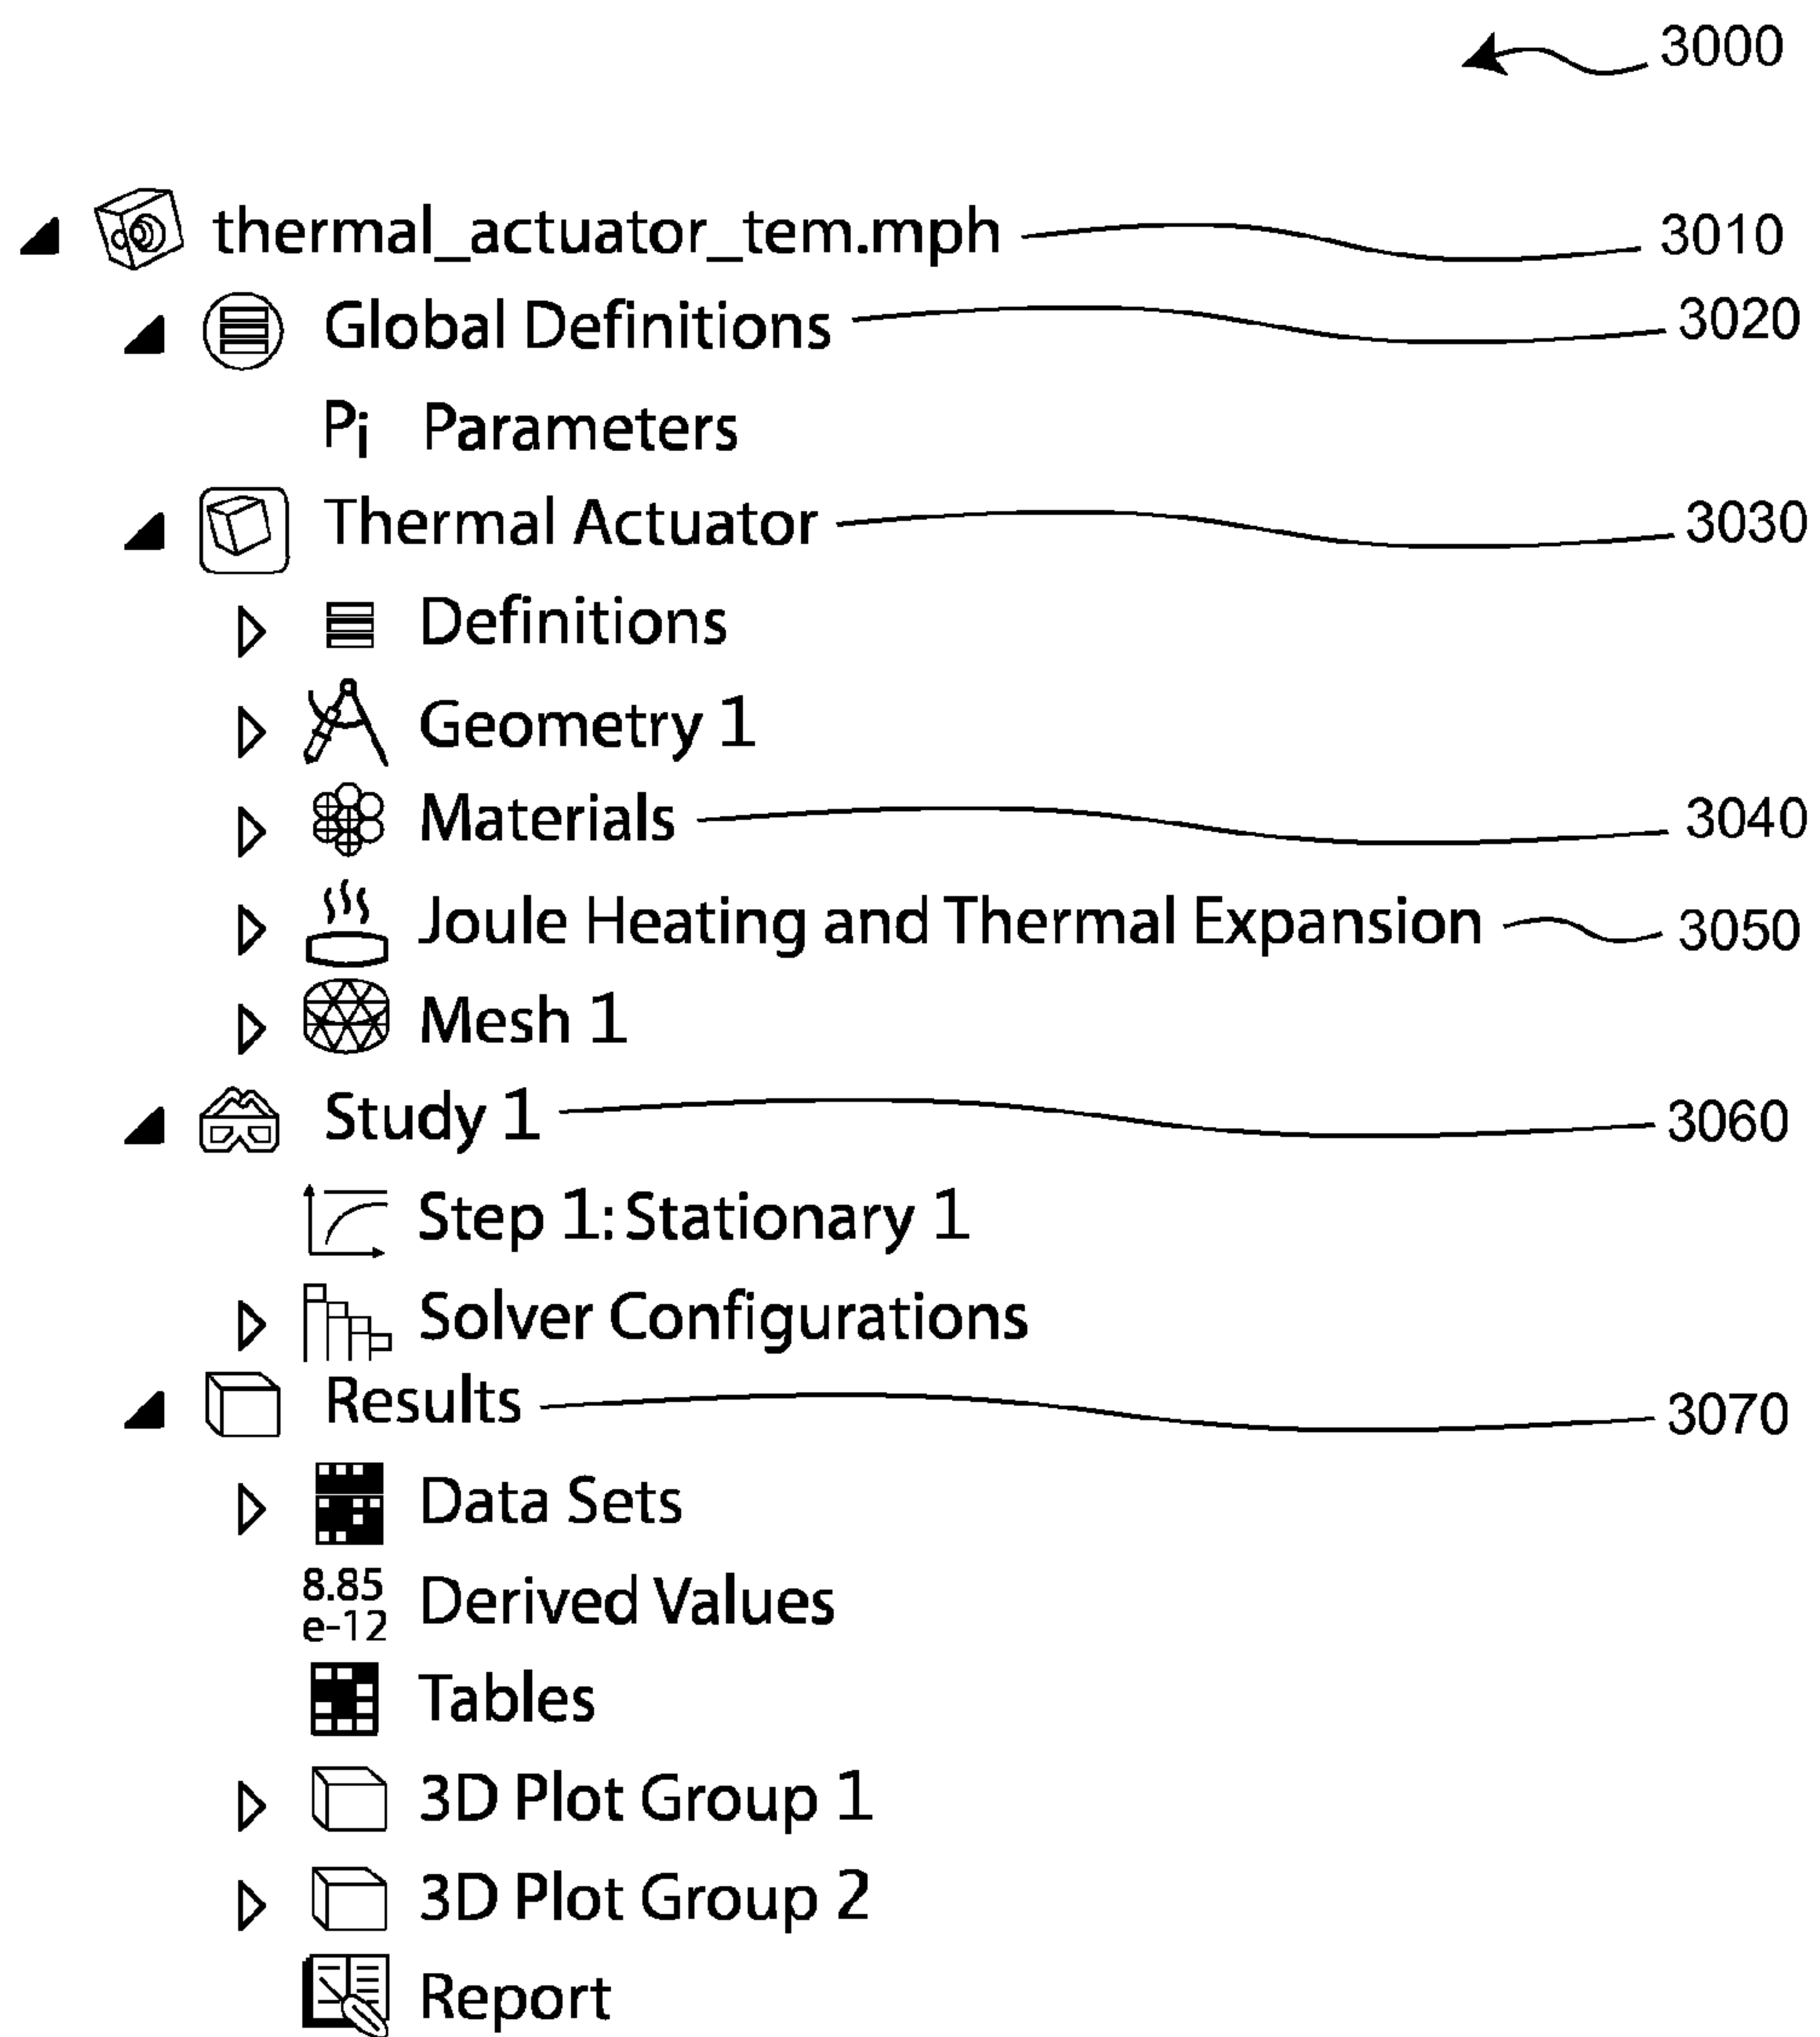 3000
thermal_actuator_tem.mph 3010
Global Definitions 3020
Pi Parameters
Thermal Actuator 3030
Definitions
Geometry 1
Materials 3040
Joule Heating and Thermal Expansion 3050
Mesh 1
Study 1 3060
Step 1: Stationary 1
Solver Configurations
Results 3070
Data Sets
8.85
e-12 Derived Values
Tables
3D Plot Group 1
3D Plot Group 2
Report